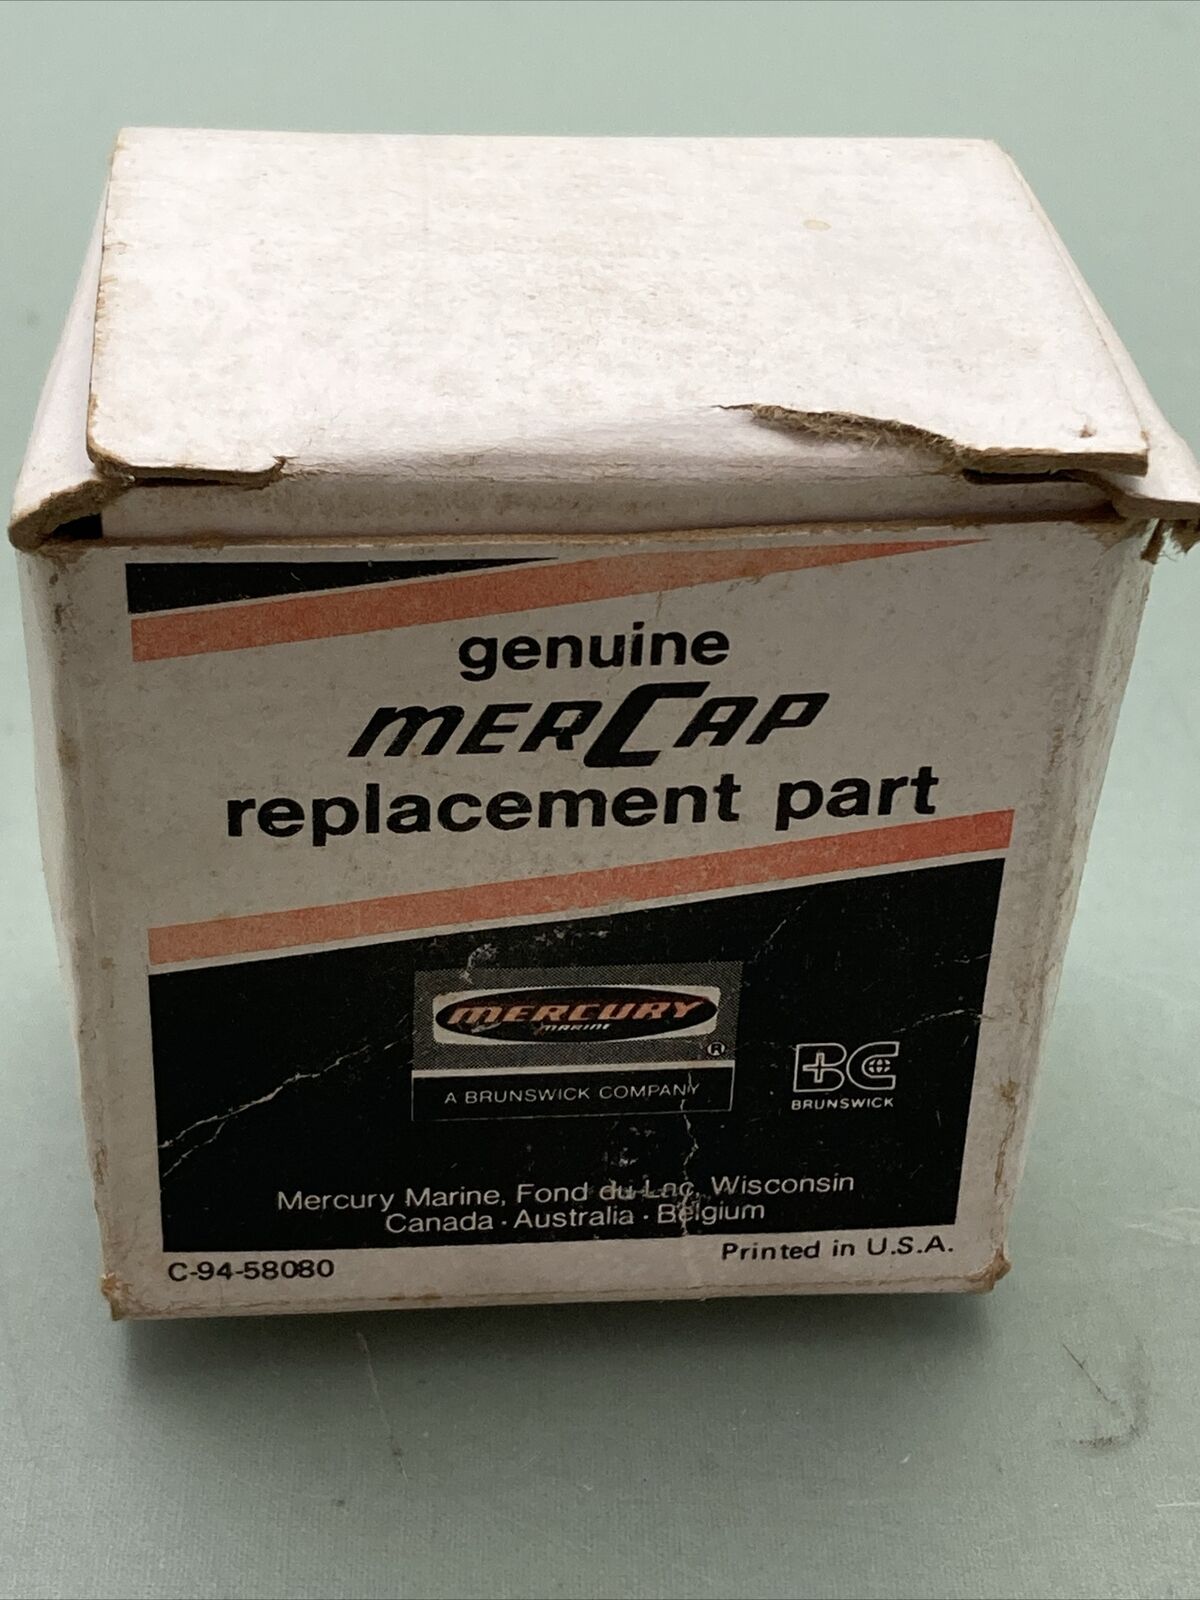 genuine
merCap
replacement part
MERCURY
MARINE
®
A BRUNSWICK COMPANY
BC
BRUNSWICK
Mercury Marine, Fond du Lac, Wisconsin
Canada · Australia · Belgium
C-94-58080
Printed in U.S.A.